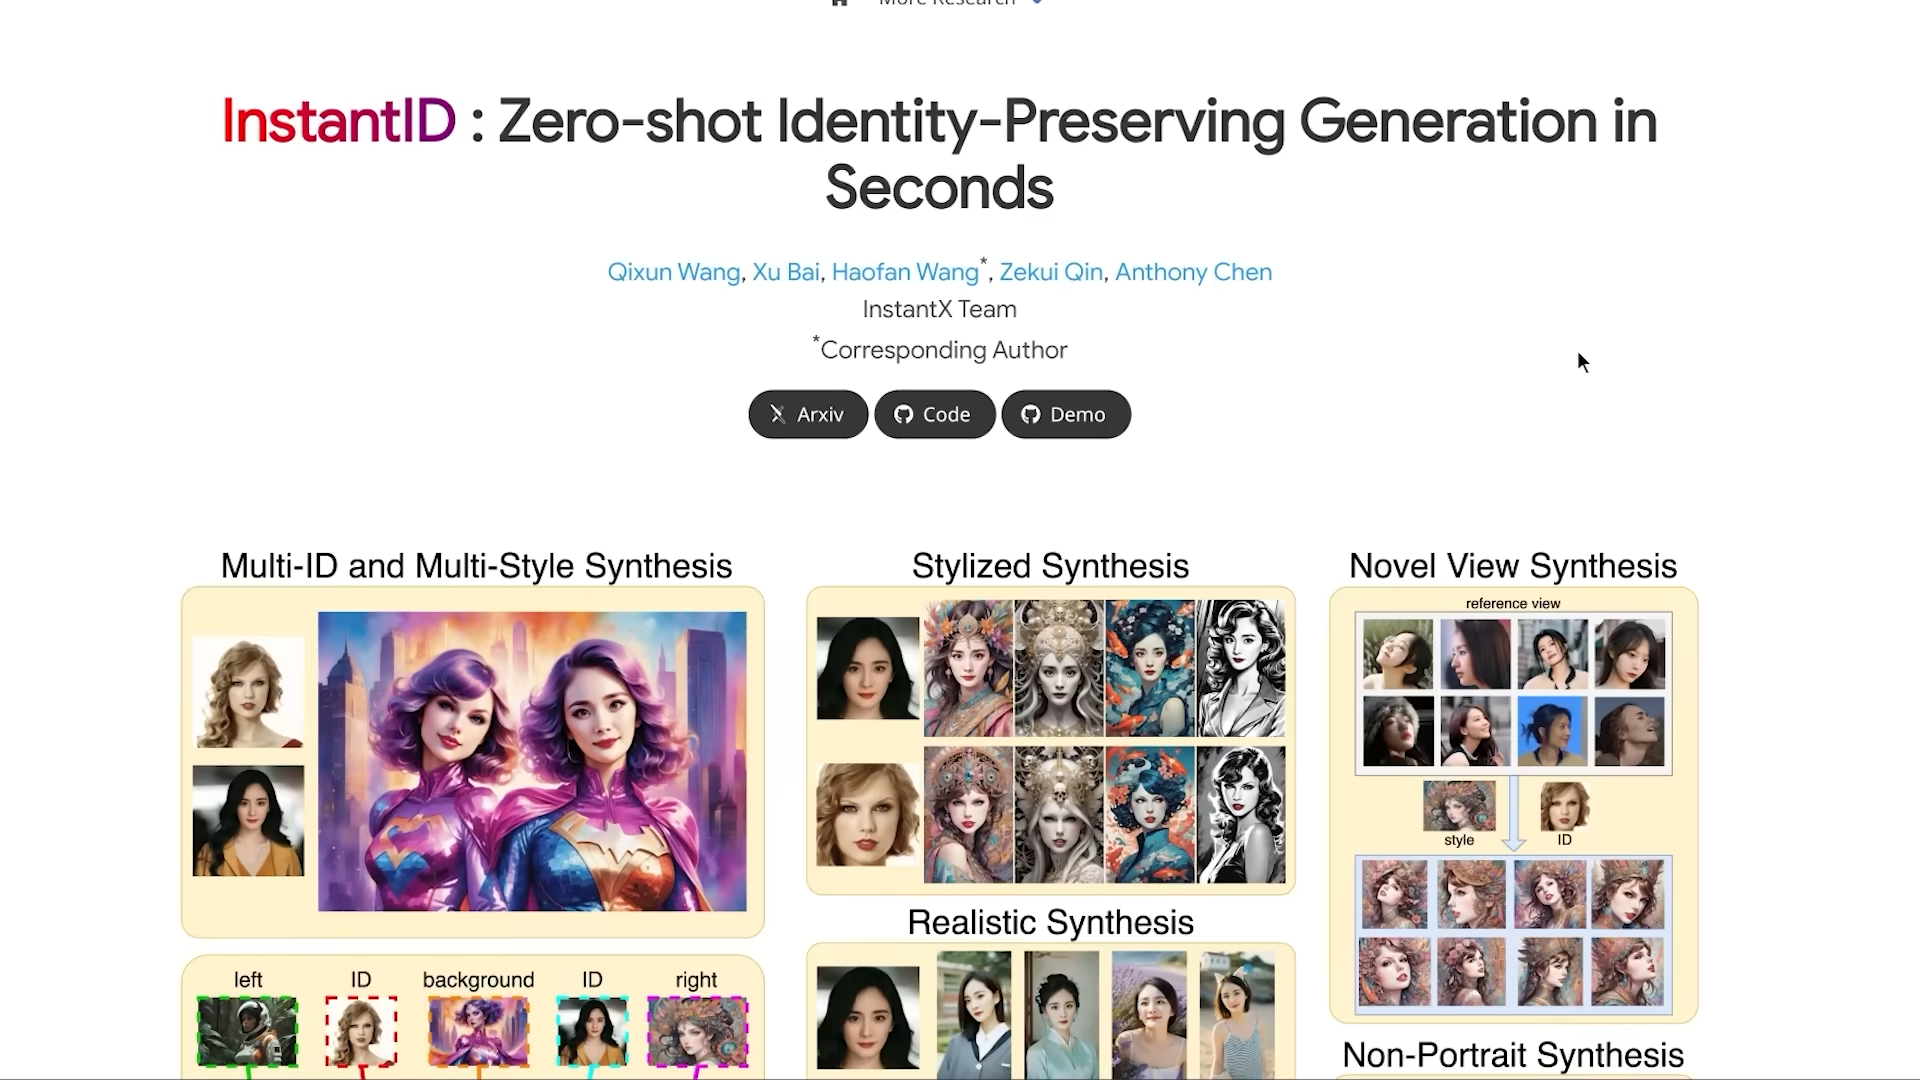 More Research
InstantID : Zero-shot Identity-Preserving Generation in
Seconds
Qixun Wang, Xu Bai, Haofan Wang*, Zekui Qin, Anthony Chen
InstantX Team
*Corresponding Author
Arxiv
Code
Demo
Multi-ID and Multi-Style Synthesis
left
ID
background
ID
right
Stylized Synthesis
Realistic Synthesis
Novel View Synthesis
reference view
style
ID
Non-Portrait Synthesis